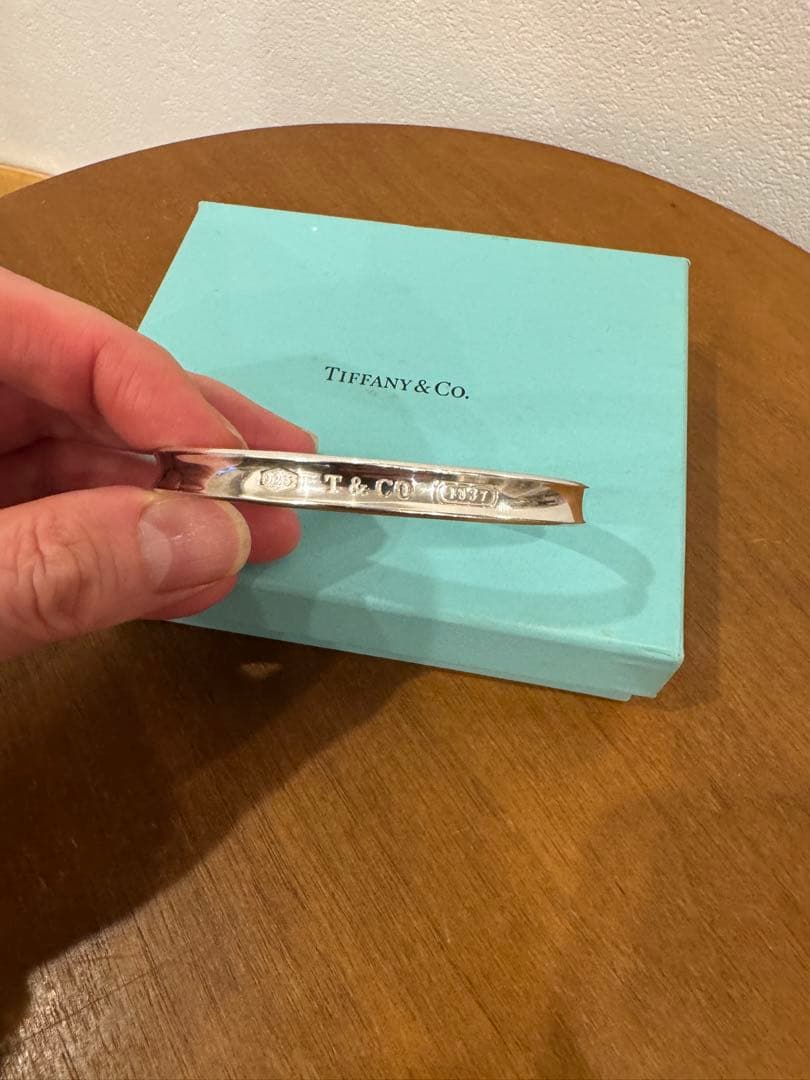 TIFFANY & CO.
925 T & CO 1837